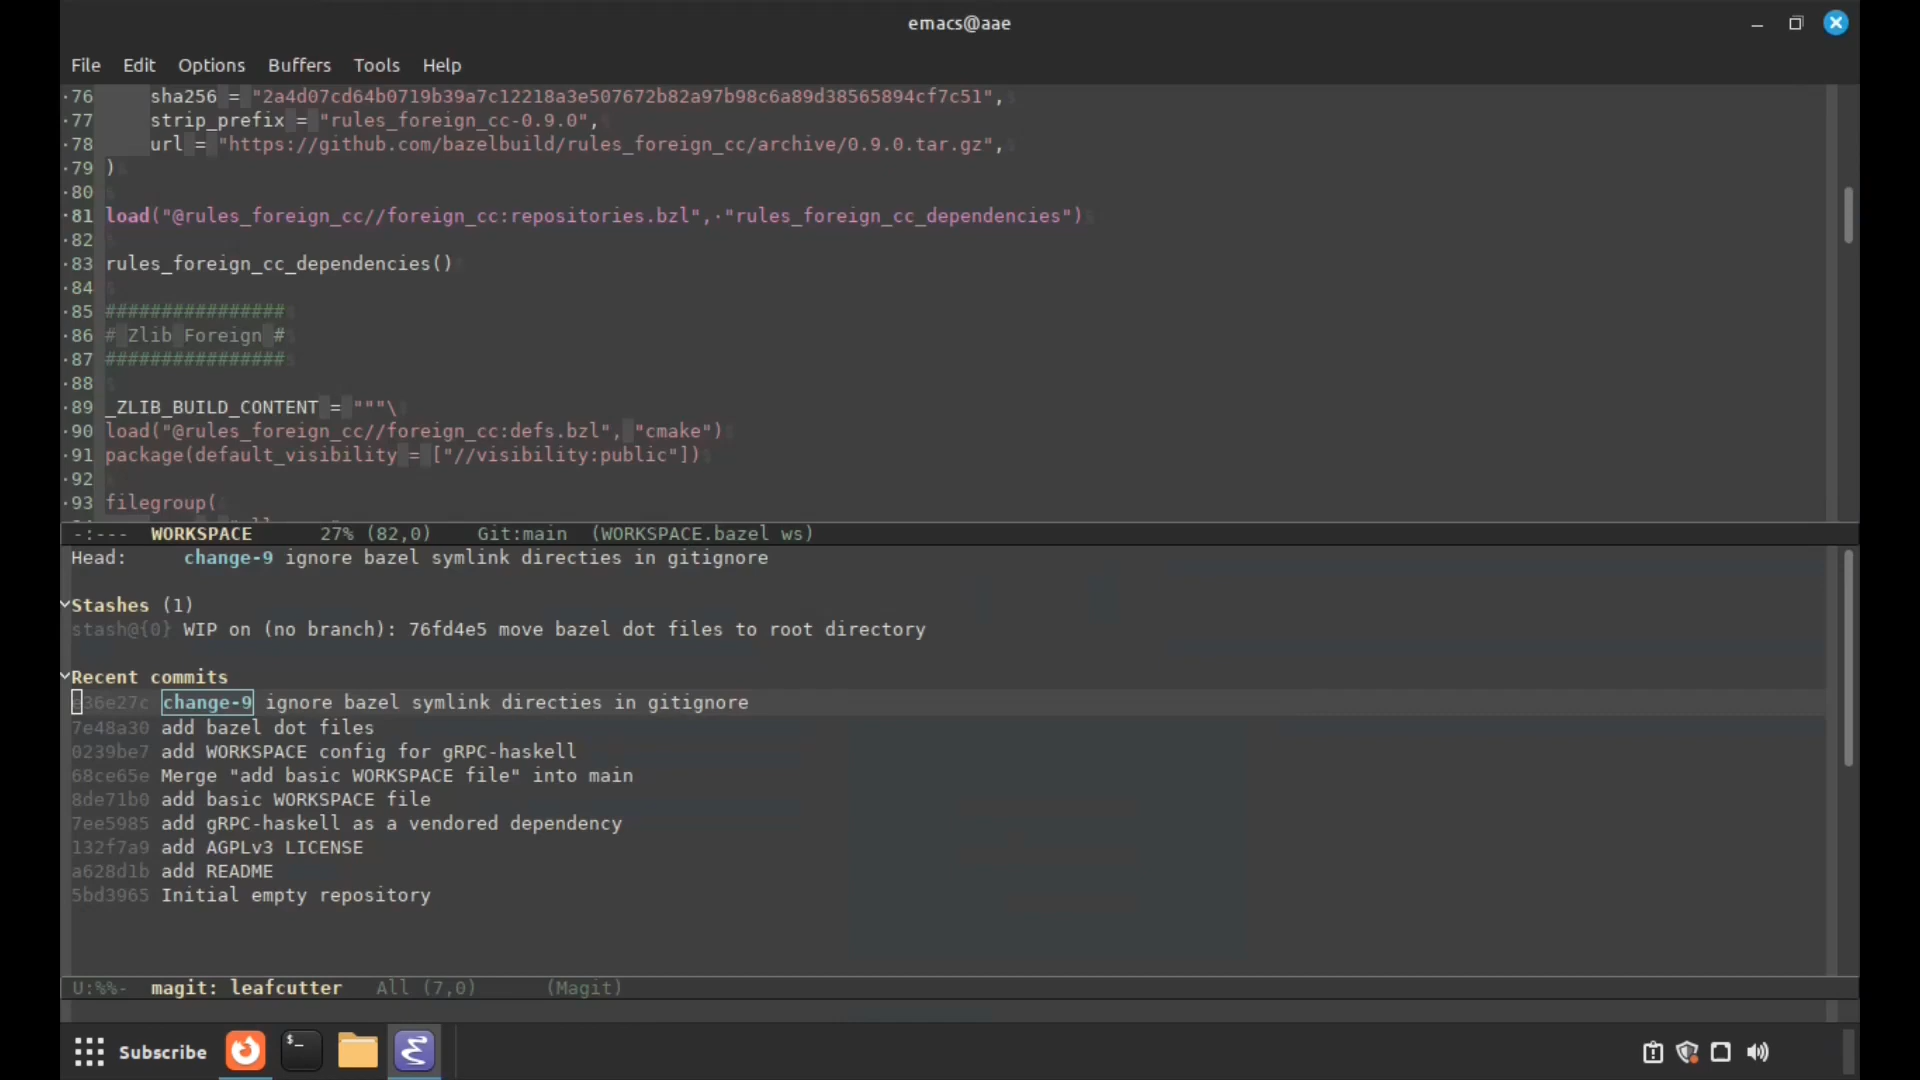 emacs@aae
File Edit Options Buffers Tools Help
·76     sha256 = "2a4d07cd64b0719b39a7c12218a3e507672b82a97b98c6a89d38565894cf7c51",
·77     strip_prefix = "rules_foreign_cc-0.9.0",
·78     url = "https://github.com/bazelbuild/rules_foreign_cc/archive/0.9.0.tar.gz",
·79 )
·80
·81 load("@rules_foreign_cc//foreign_cc:repositories.bzl",·"rules_foreign_cc_dependencies")
·82
·83 rules_foreign_cc_dependencies()
·84
·85 ################
·86 # Zlib Foreign #
·87 ################
·88
·89 _ZLIB_BUILD_CONTENT = """\
·90 load("@rules_foreign_cc//foreign_cc:defs.bzl", "cmake")
·91 package(default_visibility = ["//visibility:public"])
·92
·93 filegroup(
-:--- WORKSPACE 27% (82,0) Git:main (WORKSPACE.bazel ws)
Head: change-9 ignore bazel symlink directies in gitignore
Stashes (1)
stash@{0} WIP on (no branch): 76fd4e5 move bazel dot files to root directory
Recent commits
e36e27c change-9 ignore bazel symlink directies in gitignore
7e48a30 add bazel dot files
0239be7 add WORKSPACE config for gRPC-haskell
68ce65e Merge "add basic WORKSPACE file" into main
8de71b0 add basic WORKSPACE file
7ee5985 add gRPC-haskell as a vendored dependency
132f7a9 add AGPLv3 LICENSE
a628d1b add README
5bd3965 Initial empty repository
U:%%- magit: leafcutter All (7,0) (Magit)
Subscribe